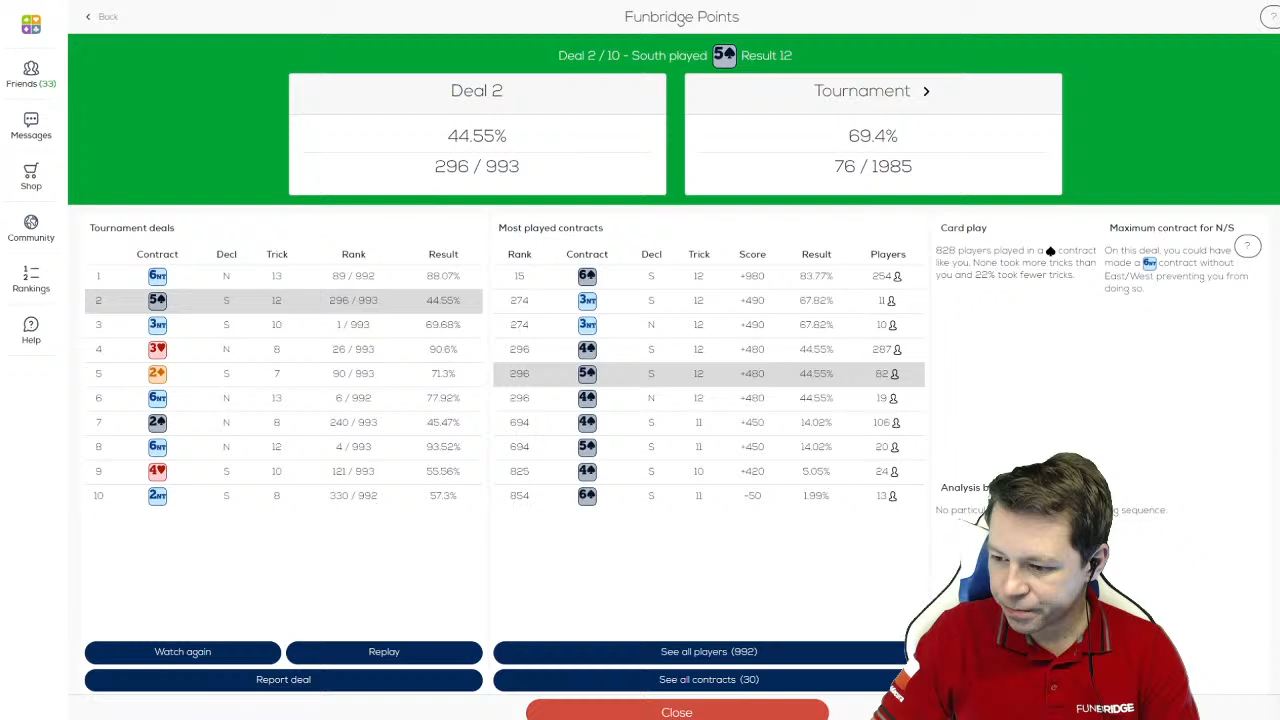 Back
Funbridge Points
?
Friends (33)
Messages
Shop
Community
Rankings
Help
Deal 2 / 10 - South played 5♠ Result 12
Deal 2
44.55%
296 / 993
Tournament
69.4%
76 / 1985
Tournament deals
Contract Decl Trick Rank Result
1 6NT N 13 89 / 992 88.07%
2 5♠ S 12 296 / 993 44.55%
3 3NT S 10 1 / 993 69.68%
4 3♥ N 8 26 / 993 90.6%
5 2♦ S 7 90 / 993 71.3%
6 6NT N 13 6 / 992 77.92%
7 2♠ N 8 240 / 993 45.47%
8 6NT N 12 4 / 993 93.52%
9 4♥ S 10 121 / 993 55.56%
10 2NT S 8 330 / 992 57.3%
Most played contracts
Rank Contract Decl Trick Score Result Players
15 6♠ S 12 +980 83.77% 254
274 3NT S 12 +490 67.82% 11
274 3NT N 12 +490 67.82% 10
296 4♠ S 12 +480 44.55% 287
296 5♠ S 12 +480 44.55% 82
296 4♠ N 12 +480 44.55% 19
694 4♠ S 11 +450 14.02% 106
694 5♠ S 11 +450 14.02% 20
825 4♠ S 10 +420 5.05% 24
854 6♠ S 11 -50 1.99% 13
Card play
828 players played in a ♠ contract
like you. None took more tricks than
you and 22% took fewer tricks.
Maximum contract for N/S
?
On this deal, you could have
made a 6NT contract without
East/West preventing you from
doing so.
Analysis
No
g sequence.
Watch again
Replay
Report deal
See all players (992)
See all contracts (30)
Close
FUNBRIDGE